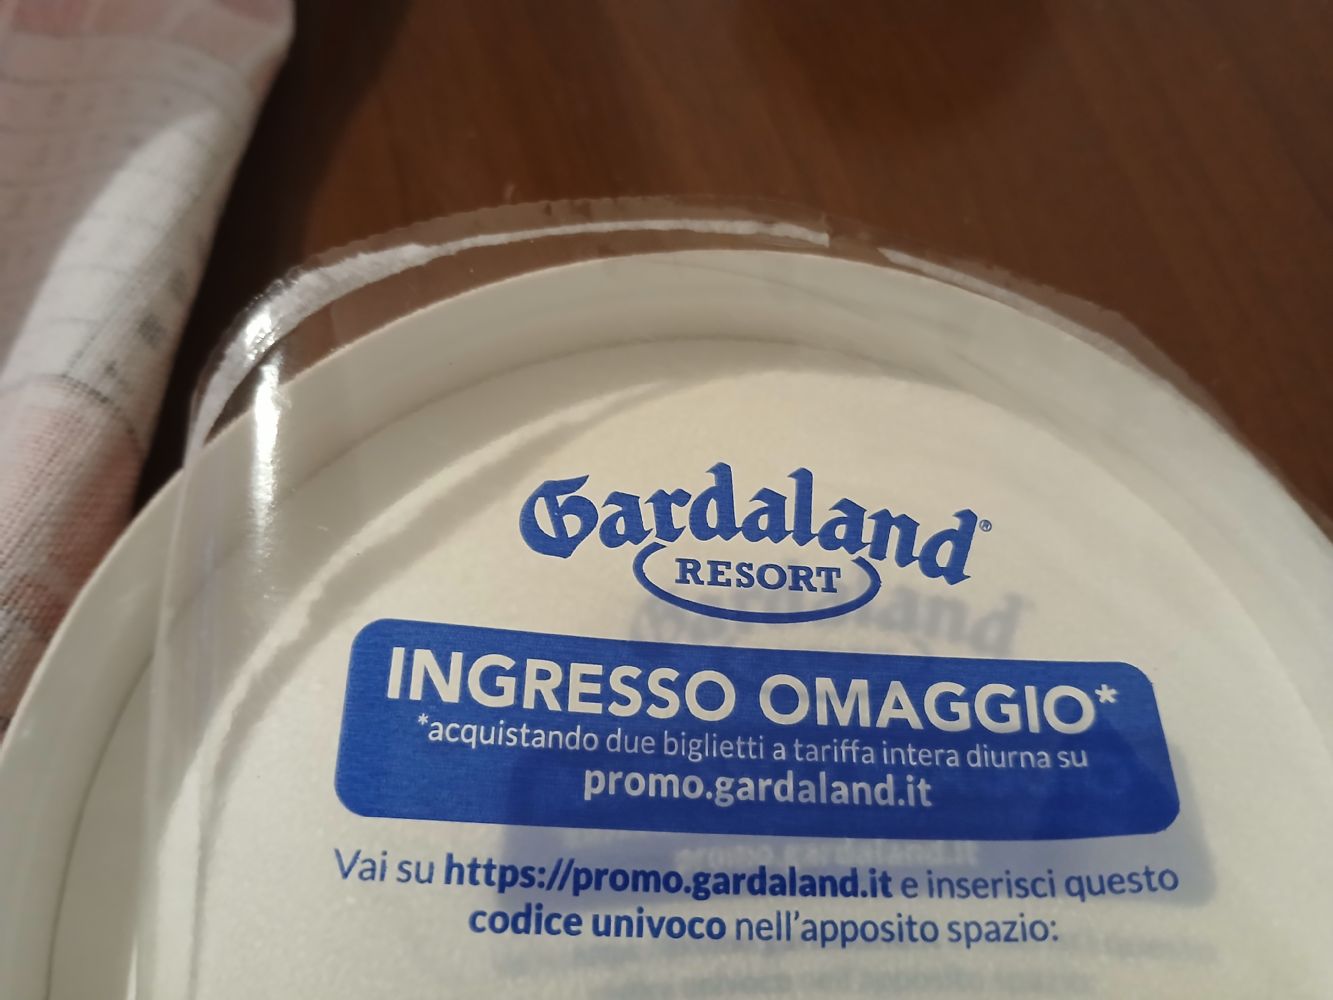 Gardaland®
RESORT
INGRESSO OMAGGIO*
*acquistando due biglietti a tariffa intera diurna su
promo.gardaland.it
Vai su https://promo.gardaland.it e inserisci questo
codice univoco nell'apposito spazio: